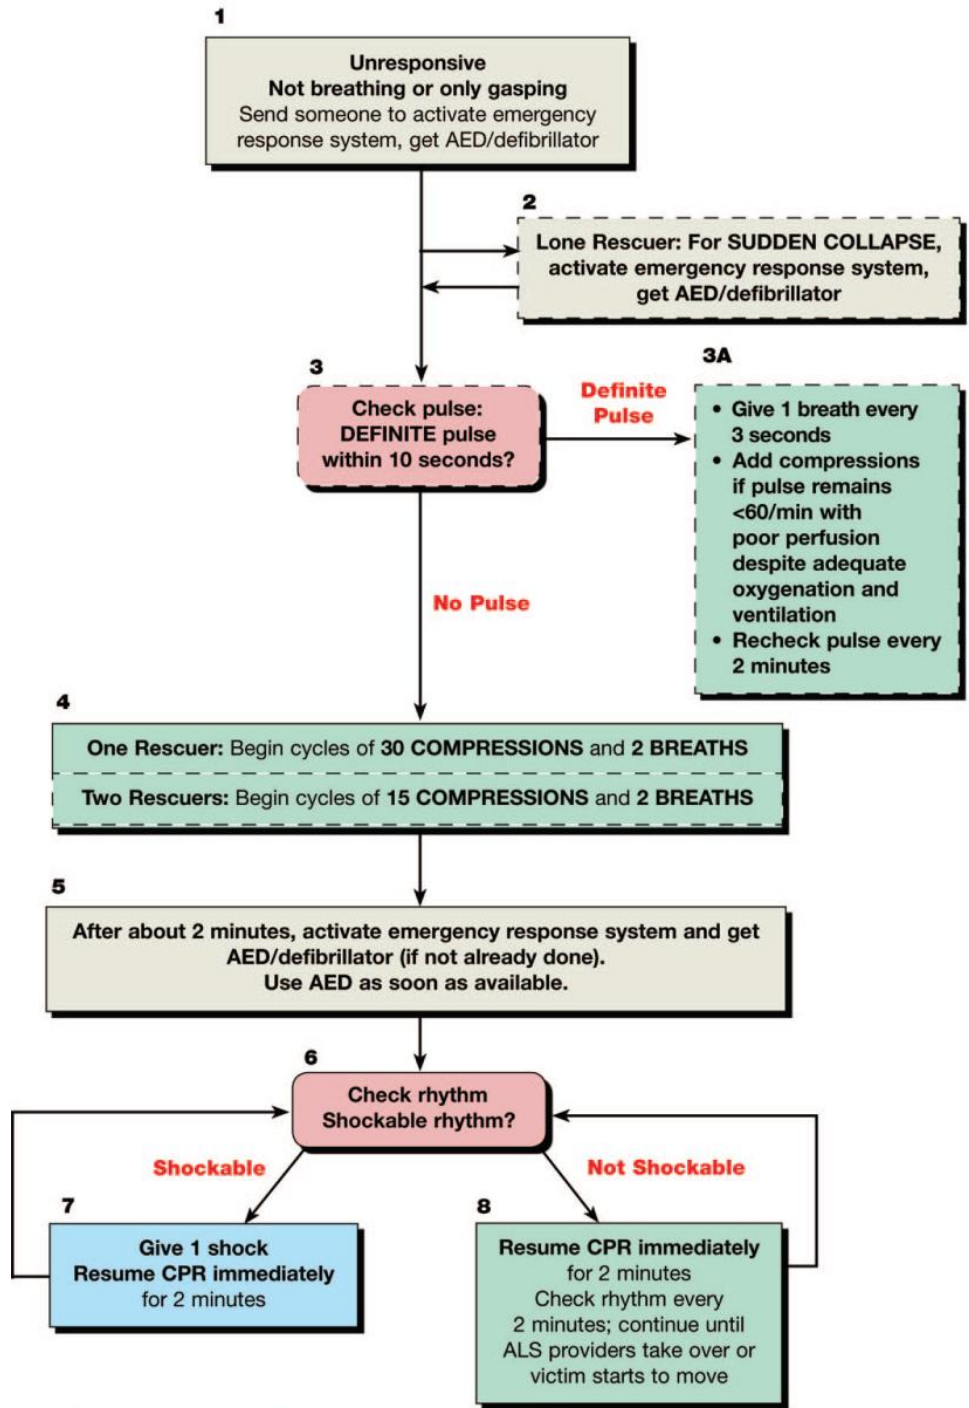 1
Unresponsive
Not breathing or only gasping
Send someone to activate emergency
response system, get AED/defibrillator
2
Lone Rescuer: For SUDDEN COLLAPSE,
activate emergency response system,
get AED/defibrillator
3
Check pulse:
DEFINITE pulse
within 10 seconds?
Definite
Pulse
3A
• Give 1 breath every
3 seconds
• Add compressions
if pulse remains
<60/min with
poor perfusion
despite adequate
oxygenation and
ventilation
• Recheck pulse every
2 minutes
No Pulse
4
One Rescuer: Begin cycles of 30 COMPRESSIONS and 2 BREATHS
Two Rescuers: Begin cycles of 15 COMPRESSIONS and 2 BREATHS
5
After about 2 minutes, activate emergency response system and get
AED/defibrillator (if not already done).
Use AED as soon as available.
6
Check rhythm
Shockable rhythm?
Shockable
Not Shockable
7
Give 1 shock
Resume CPR immediately
for 2 minutes
8
Resume CPR immediately
for 2 minutes
Check rhythm every
2 minutes; continue until
ALS providers take over or
victim starts to move